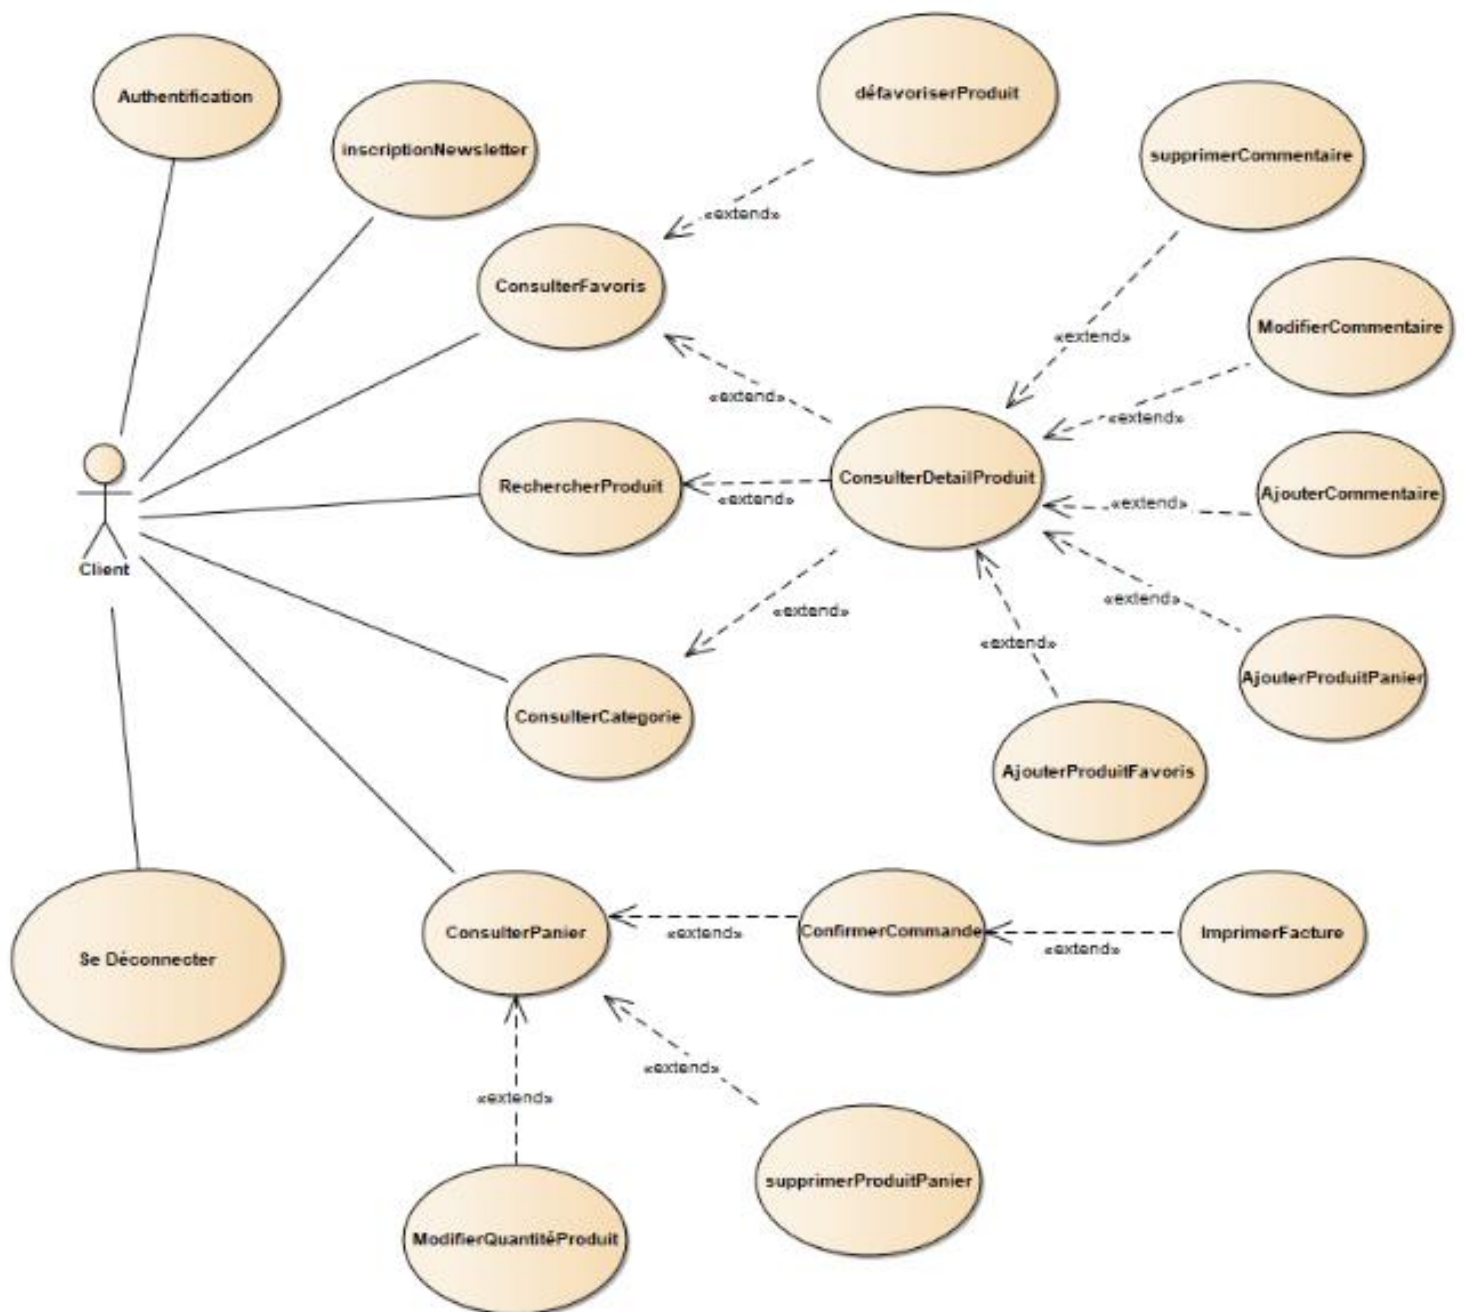 défavoriserProduit
Authentification
inscriptionNewsletter
supprimerCommentaire
«extend»
ConsulterFavoris
ModifierCommentaire
«extend»
«extend»
«extend»
ConsulterDetailProduit
RechercherProduit
«extend»
AjouterCommentaire
«extend»
Client
«extend»
«extend»
«extend»
AjouterProduitPanier
ConsulterCategorie
AjouterProduitFavoris
ConsulterPanier
«extend»
ConfirmerCommande
«extend»
ImprimerFacture
Se Déconnecter
«extend»
«extend»
supprimerProduitPanier
ModifierQuantitéProduit